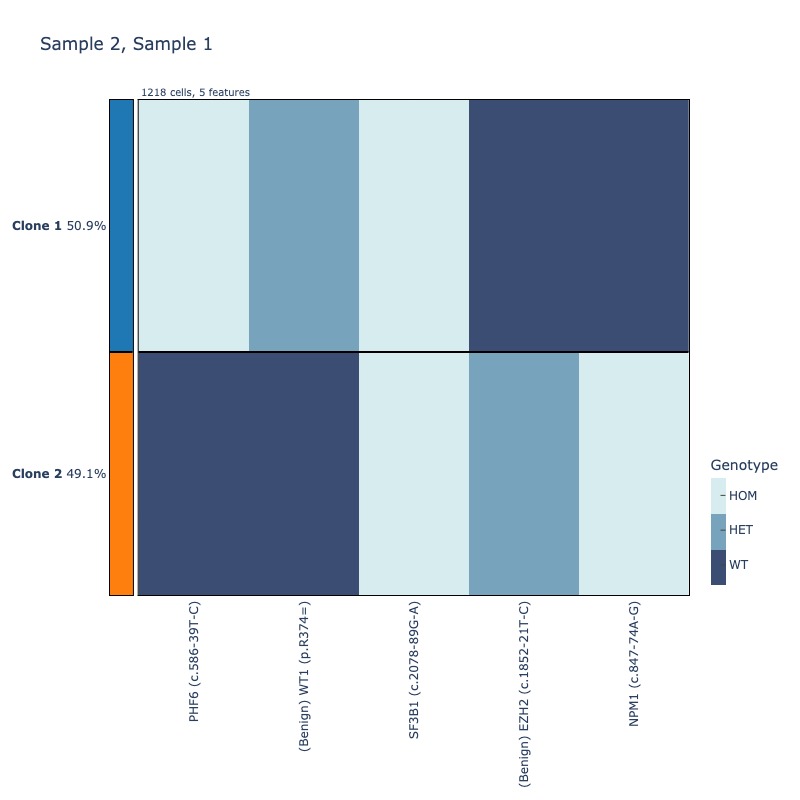 Sample 2, Sample 1
1218 cells, 5 features
Clone 1 50.9%
Clone 2 49.1%
Genotype
HOM
HET
WT
PHF6 (c.586-39T-C)
(Benign) WT1 (p.R374=)
SF3B1 (c.2078-89G-A)
(Benign) EZH2 (c.1852-21T-C)
NPM1 (c.847-74A-G)